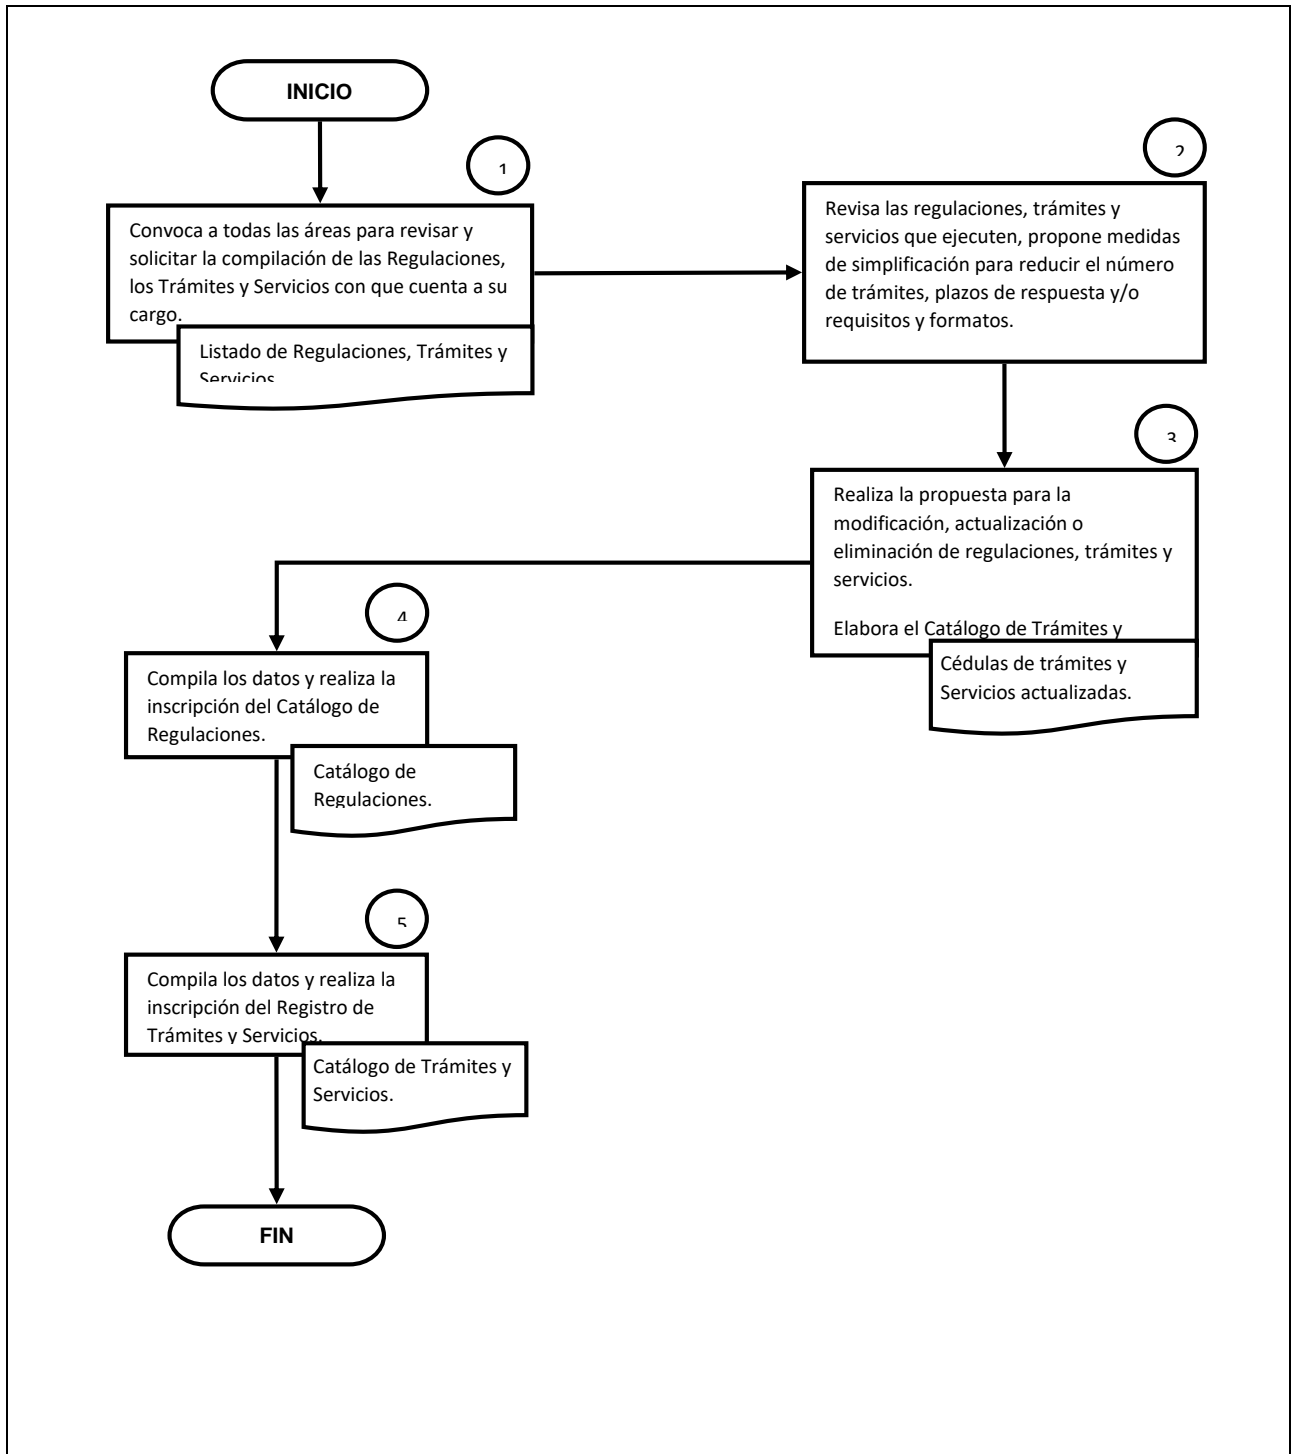 INICIO
1
Convoca a todas las áreas para revisar y
solicitar la compilación de las Regulaciones,
los Trámites y Servicios con que cuenta a su
cargo.
Listado de Regulaciones, Trámites y
Servicios
2
Revisa las regulaciones, trámites y
servicios que ejecuten, propone medidas
de simplificación para reducir el número
de trámites, plazos de respuesta y/o
requisitos y formatos.
3
Realiza la propuesta para la
modificación, actualización o
eliminación de regulaciones, trámites y
servicios.
Elabora el Catálogo de Trámites y
Cédulas de trámites y
Servicios actualizadas.
4
Compila los datos y realiza la
inscripción del Catálogo de
Regulaciones.
Catálogo de
Regulaciones.
5
Compila los datos y realiza la
inscripción del Registro de
Trámites y Servicios.
Catálogo de Trámites y
Servicios.
FIN